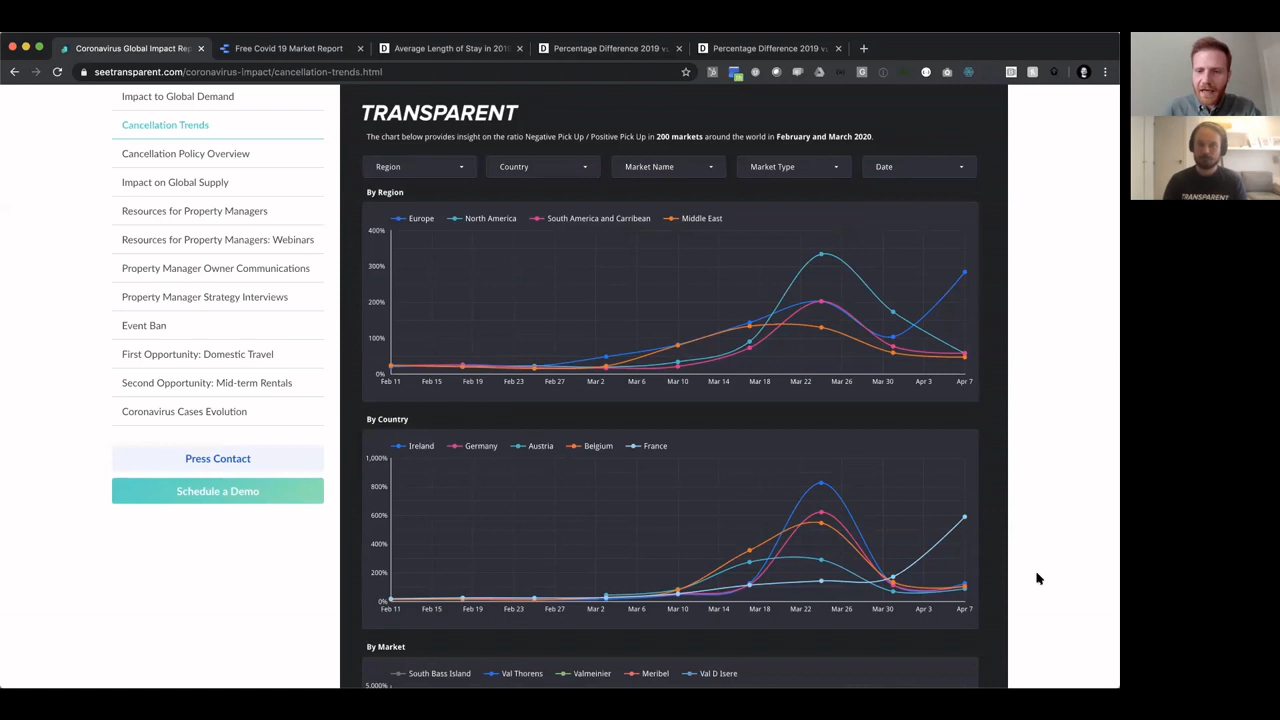 Coronavirus Global Impact Rep
Free Covid 19 Market Report
Average Length of Stay in 2019
Percentage Difference 2019 v
Percentage Difference 2019 v
seetransparent.com/coronavirus-impact/cancellation-trends.html
Impact to Global Demand
Cancellation Trends
Cancellation Policy Overview
Impact on Global Supply
Resources for Property Managers
Resources for Property Managers: Webinars
Property Manager Owner Communications
Property Manager Strategy Interviews
Event Ban
First Opportunity: Domestic Travel
Second Opportunity: Mid-term Rentals
Coronavirus Cases Evolution
Press Contact
Schedule a Demo
TRANSPARENT
The chart below provides insight on the ratio Negative Pick Up / Positive Pick Up in 200 markets around the world in February and March 2020.
Region Country Market Name Market Type Date
By Region
Europe North America South America and Carribean Middle East
400%
300%
200%
100%
0%
Feb 11 Feb 15 Feb 19 Feb 23 Feb 27 Mar 2 Mar 6 Mar 10 Mar 14 Mar 18 Mar 22 Mar 26 Mar 30 Apr 3 Apr 7
By Country
Ireland Germany Austria Belgium France
1,000%
800%
600%
400%
200%
0%
Feb 11 Feb 15 Feb 19 Feb 23 Feb 27 Mar 2 Mar 6 Mar 10 Mar 14 Mar 18 Mar 22 Mar 26 Mar 30 Apr 3 Apr 7
By Market
South Bass Island Val Thorens Valmeinier Meribel Val D Isere
5,000%
TRANSPARENT